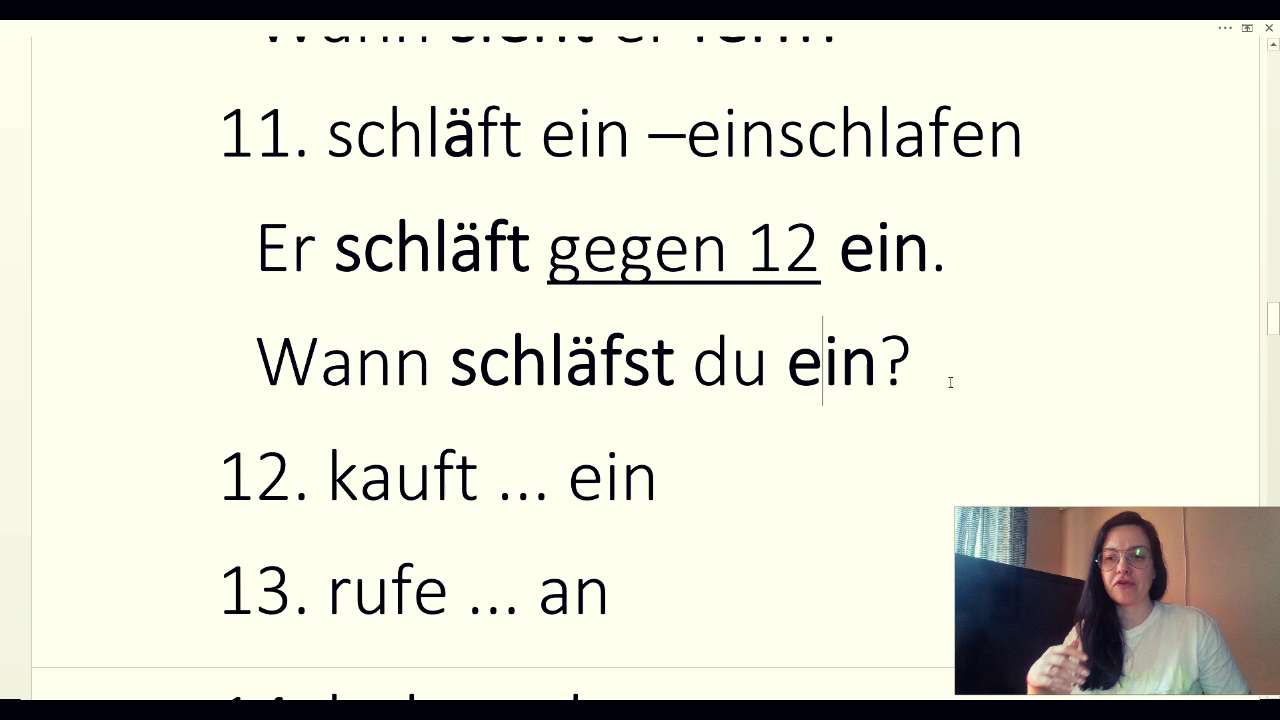 11. schläft ein –einschlafen
Er schläft gegen 12 ein.
Wann schläfst du ein?
12. kauft ... ein
13. rufe ... an